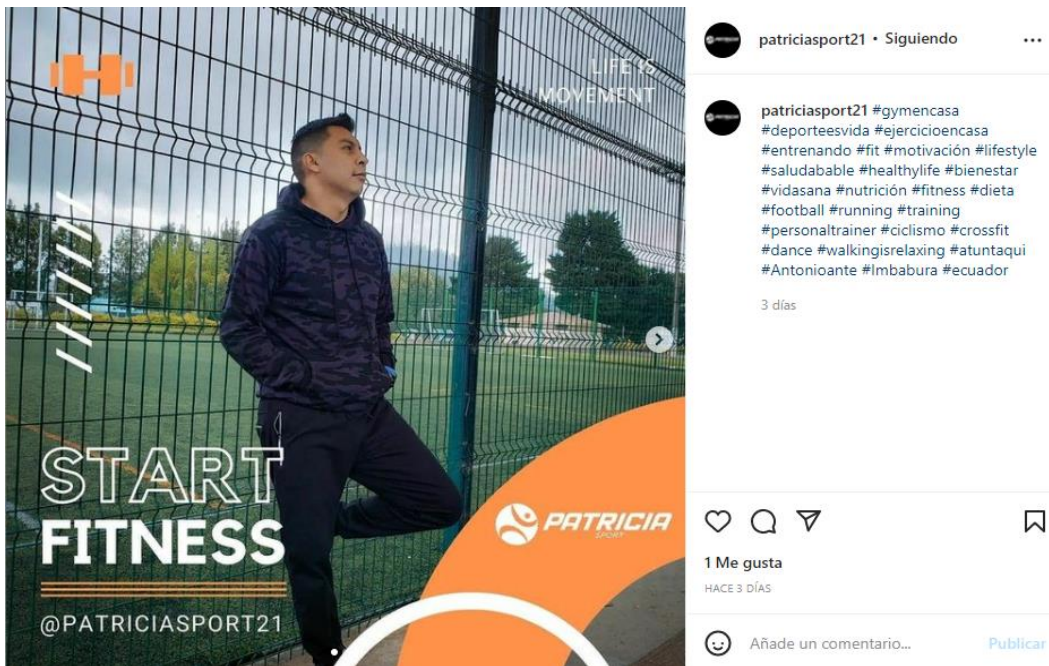 LIFE IS
MOVEMENT
START
FITNESS
@PATRICIASPORT21
PATRICIA
SPORT
patriciasport21 • Siguiendo
patriciasport21 #gymencasa
#deporteesvida #ejercicioencasa
#entrenando #fit #motivación #lifestyle
#saludabable #healthylife #bienestar
#vidasana #nutrición #fitness #dieta
#football #running #training
#personaltrainer #ciclismo #crossfit
#dance #walkingisrelaxing #atuntaqui
#Antonioante #Imbabura #ecuador
3 días
1 Me gusta
HACE 3 DÍAS
Añade un comentario...
Publicar